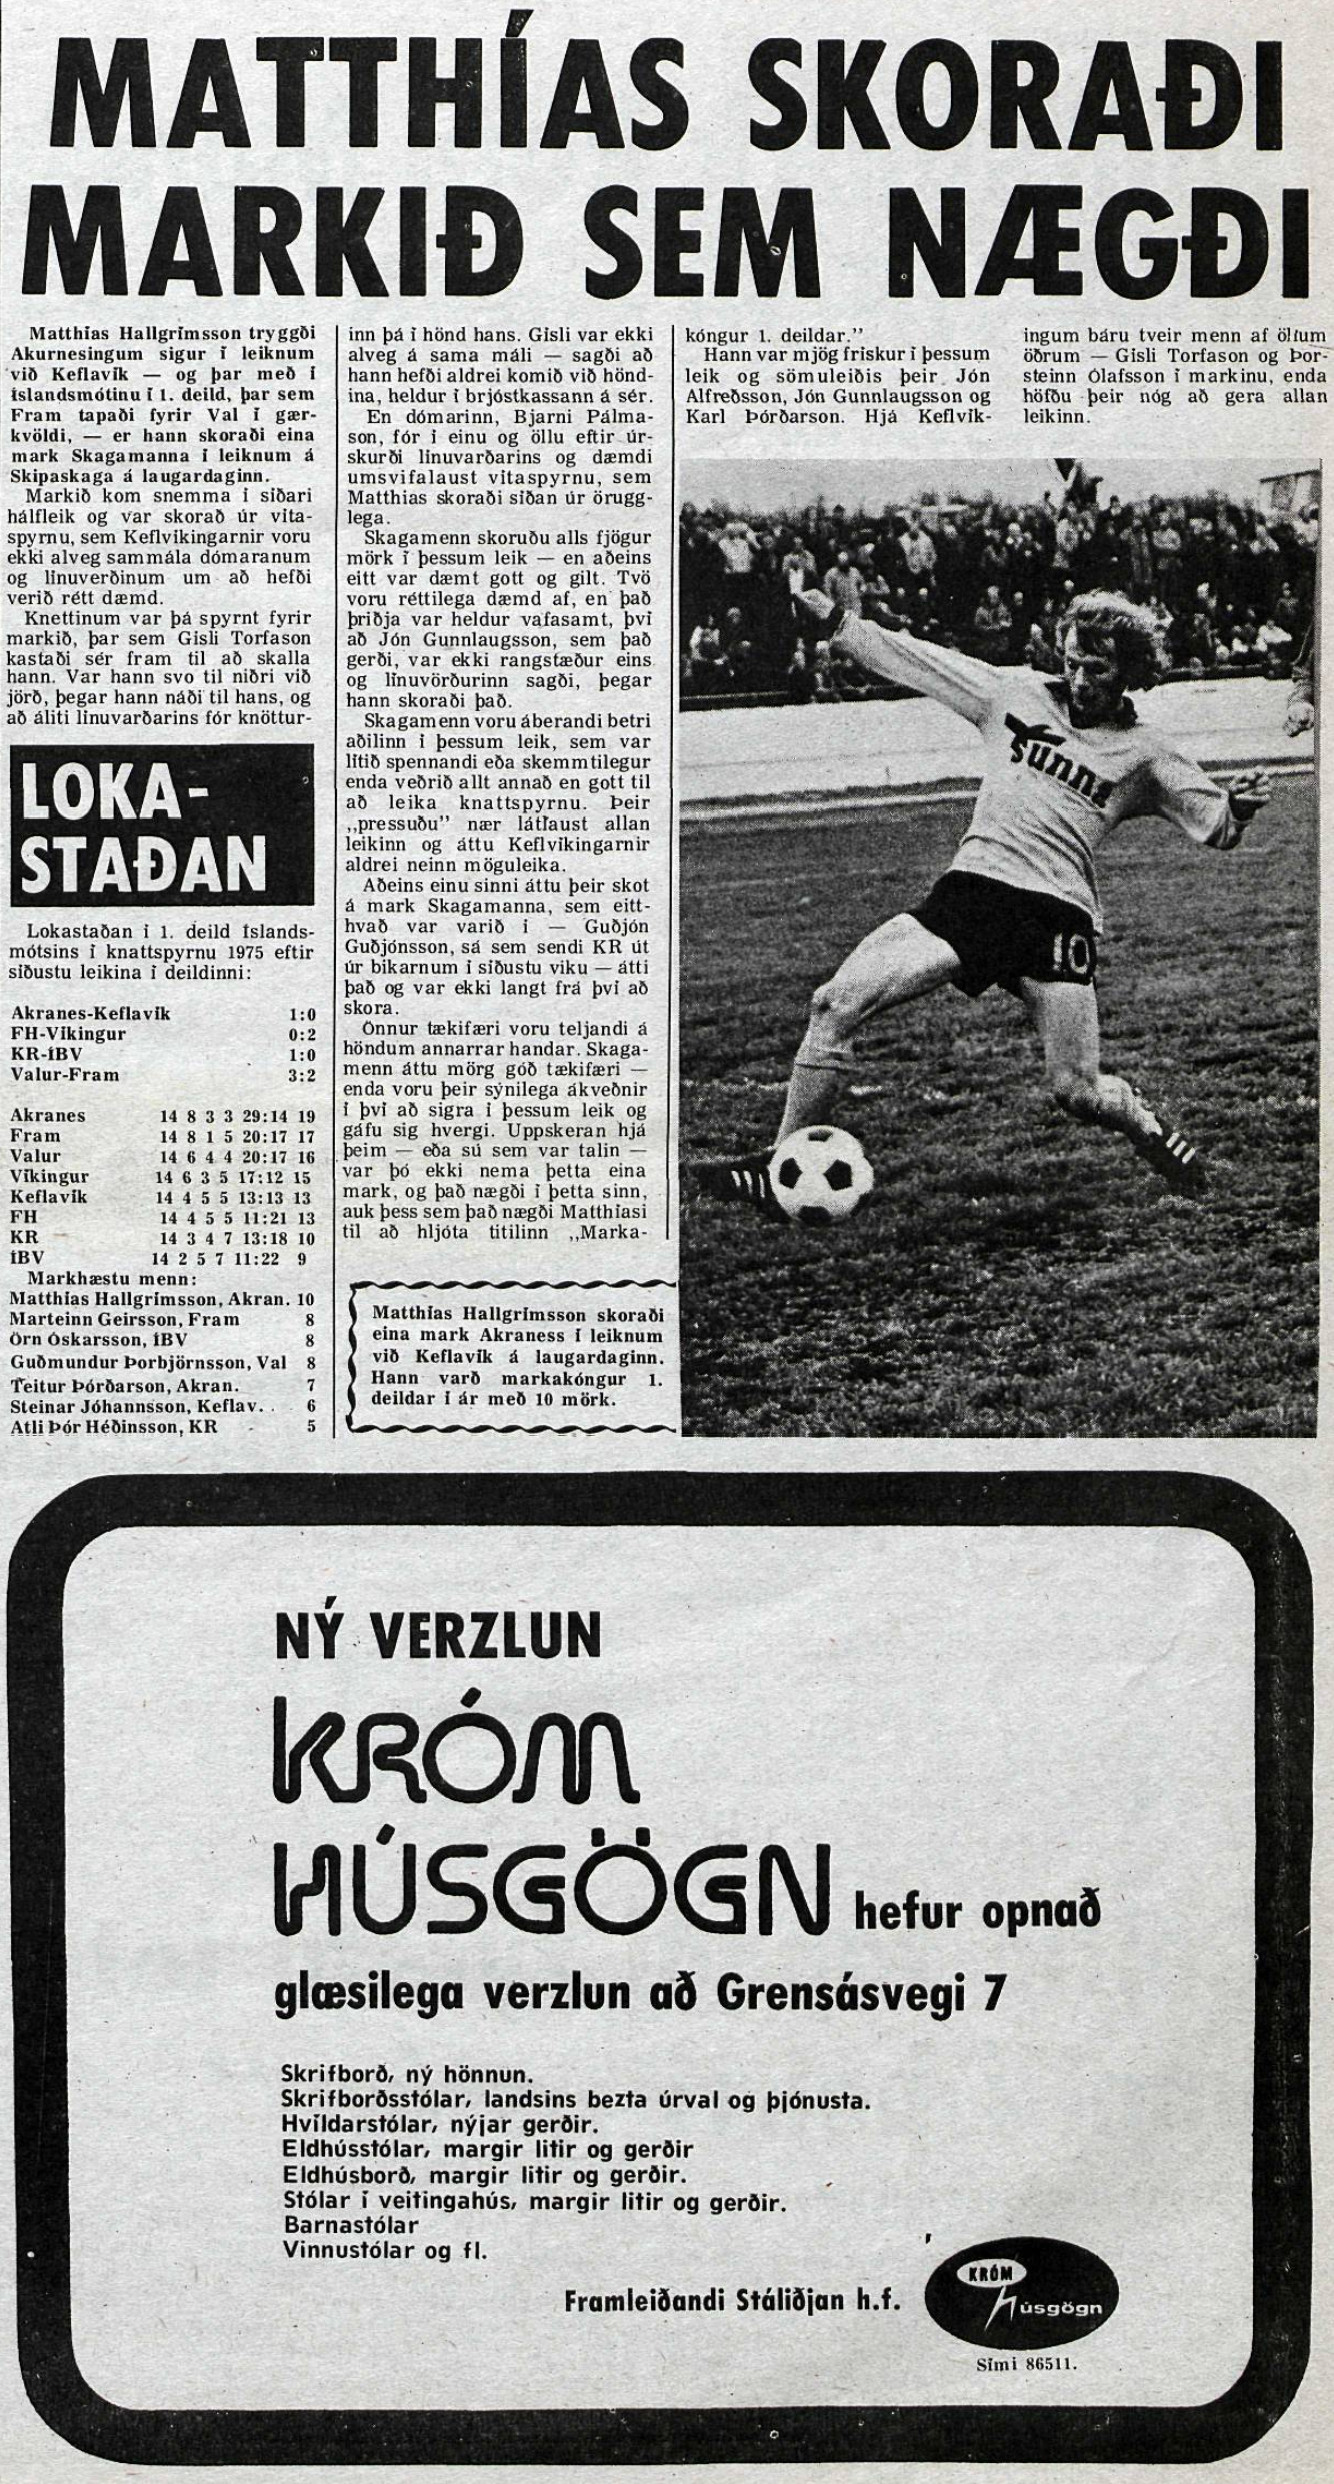 MATTHÍAS SKORAÐI
MARKIÐ SEM NÆGÐI
Matthías Hallgrímsson tryggði
Akurnesingum sigur í leiknum
við Keflavík — og þar með í
Íslandsmótinu í 1. deild, þar sem
Fram tapaði fyrir Val í gær-
kvöldi, — er hann skoraði eina
mark Skagamanna í leiknum á
Skipaskaga á laugardaginn.
Markið kom snemma í síðari
hálfleik og var skorað úr víta-
spyrnu, sem Keflvíkingarnir voru
ekki alveg sammála dómaranum
og línuverðinum um að hefði
verið rétt dæmd.
Knettinum var þá spyrnt fyrir
markið, þar sem Gísli Torfason
kastaði sér fram til að skalla
hann. Var hann svo til niðri við
jörð, þegar hann náði til hans, og
að áliti línuvarðarins fór knöttur-
inn þá í hönd hans. Gísli var ekki
alveg á sama máli — sagði að
hann hefði aldrei komið við hönd-
ina, heldur í brjóstkassann á sér.
En dómarinn, Bjarni Pálma-
son, fór í einu og öllu eftir úr-
skurði línuvarðarins og dæmdi
umsvifalaust vítaspyrnu, sem
Matthías skoraði síðan úr örugg-
lega.
Skagamenn skoruðu alls fjögur
mörk í þessum leik — en aðeins
eitt var dæmt gott og gilt. Tvö
voru réttilega dæmd af, en það
þriðja var heldur vafasamt, því
að Jón Gunnlaugsson, sem það
gerði, var ekki rangstæður eins
og línuvörðurinn sagði, þegar
hann skoraði það.
Skagamenn voru áberandi betri
aðilinn í þessum leik, sem var
lítið spennandi eða skemmtilegur
enda veðrið allt annað en gott til
að leika knattspyrnu. Þeir
„pressuðu” nær látlaust allan
leikinn og áttu Keflvíkingarnir
aldrei neinn möguleika.
Aðeins einu sinni áttu þeir skot
á mark Skagamanna, sem eitt-
hvað var varið í — Guðjón
Guðjónsson, sá sem sendi KR út
úr bikarnum í síðustu viku — átti
það og var ekki langt frá því að
skora.
Önnur tækifæri voru teljandi á
höndum annarrar handar. Skaga-
menn áttu mörg góð tækifæri —
enda voru þeir sýnilega ákveðnir
í því að sigra í þessum leik og
gáfu sig hvergi. Uppskeran hjá
þeim — eða sú sem var talin —
var þó ekki nema þetta eina
mark, og það nægði í þetta sinn,
auk þess sem það nægði Matthíasi
til að hljóta titilinn „Marka-
kóngur 1. deildar.”
Hann var mjög frískur í þessum
leik og sömuleiðis þeir Jón
Alfreðsson, Jón Gunnlaugsson og
Karl Þórðarson. Hjá Keflvík-
ingum báru tveir menn af öllum
öðrum — Gísli Torfason og Þor-
steinn Ólafsson í markinu, enda
höfðu þeir nóg að gera allan
leikinn.
LOKA-
STAÐAN
Lokastaðan í 1. deild Íslands-
mótsins í knattspyrnu 1975 eftir
síðustu leikina í deildinni:
Akranes-Keflavík 1:0
FH-Víkingur 0:2
KR-ÍBV 1:0
Valur-Fram 3:2
Akranes 14 8 3 3 29:14 19
Fram 14 8 1 5 20:17 17
Valur 14 6 4 4 20:17 16
Víkingur 14 6 3 5 17:12 15
Keflavík 14 4 5 5 13:13 13
FH 14 4 5 5 11:21 13
KR 14 3 4 7 13:18 10
ÍBV 14 2 5 7 11:22 9
Markhæstu menn:
Matthías Hallgrímsson, Akran. 10
Marteinn Geirsson, Fram 8
Örn Óskarsson, ÍBV 8
Guðmundur Þorbjörnsson, Val 8
Teitur Þórðarson, Akran. 7
Steinar Jóhannsson, Keflav. 6
Atli Þór Héðinsson, KR 5
Matthías Hallgrímsson skoraði
eina mark Akraness í leiknum
við Keflavík á laugardaginn.
Hann varð markakóngur 1.
deildar í ár með 10 mörk.
sunna
10
NÝ VERZLUN
KRÓM
HÚSGÖGN hefur opnað
glæsilega verzlun að Grensásvegi 7
Skrifborð, ný hönnun.
Skrifborðsstólar, landsins bezta úrval og þjónusta.
Hvíldarstólar, nýjar gerðir.
Eldhússtólar, margir litir og gerðir
Eldhúsborð, margir litir og gerðir.
Stólar í veitingahús, margir litir og gerðir.
Barnastólar
Vinnustólar og fl.
Framleiðandi Stáliðjan h.f.
KRÓM
Húsgögn
Sími 86511.